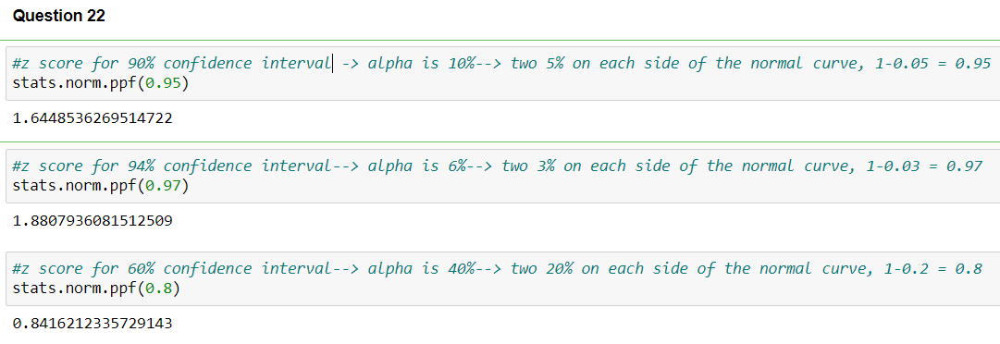 Question 22
#z score for 90% confidence interval -> alpha is 10%--> two 5% on each side of the normal curve, 1-0.05 = 0.95
stats.norm.ppf(0.95)
1.6448536269514722
#z score for 94% confidence interval--> alpha is 6%--> two 3% on each side of the normal curve, 1-0.03 = 0.97
stats.norm.ppf(0.97)
1.8807936081512509
#z score for 60% confidence interval--> alpha is 40%--> two 20% on each side of the normal curve, 1-0.2 = 0.8
stats.norm.ppf(0.8)
0.8416212335729143